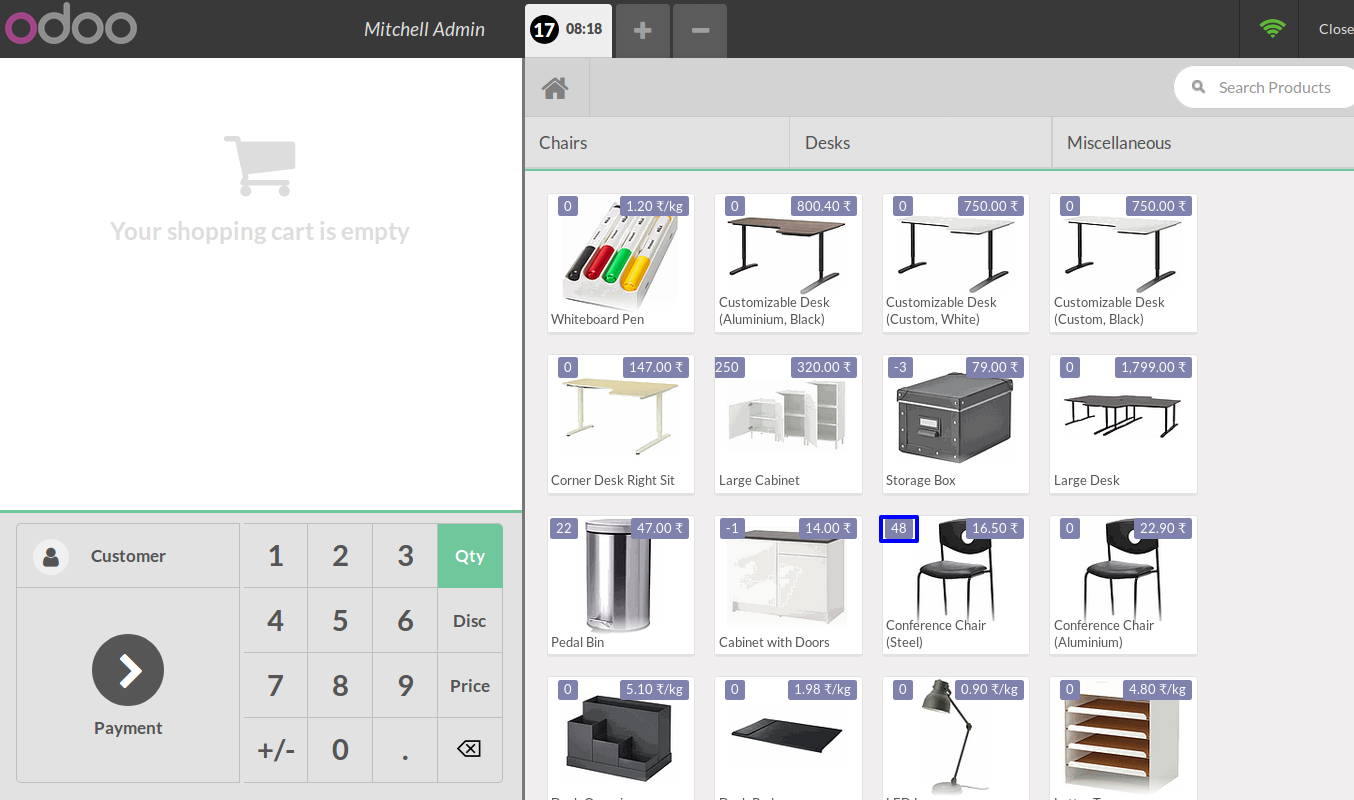 odoo
Mitchell Admin
17 08:18
Close
Search Products
Chairs
Desks
Miscellaneous
Your shopping cart is empty
0 1.20 ₹/kg
Whiteboard Pen
0 800.40 ₹
Customizable Desk
(Aluminium, Black)
0 750.00 ₹
Customizable Desk
(Custom, White)
0 750.00 ₹
Customizable Desk
(Custom, Black)
0 147.00 ₹
Corner Desk Right Sit
250 320.00 ₹
Large Cabinet
-3 79.00 ₹
Storage Box
0 1,799.00 ₹
Large Desk
22 47.00 ₹
Pedal Bin
-1 14.00 ₹
Cabinet with Doors
48 16.50 ₹
Conference Chair
(Steel)
0 22.90 ₹
Conference Chair
(Aluminium)
0 5.10 ₹/kg
0 1.98 ₹/kg
0 0.90 ₹/kg
0 4.80 ₹/kg
Customer
Payment
1 2 3 Qty
4 5 6 Disc
7 8 9 Price
+/- 0 .